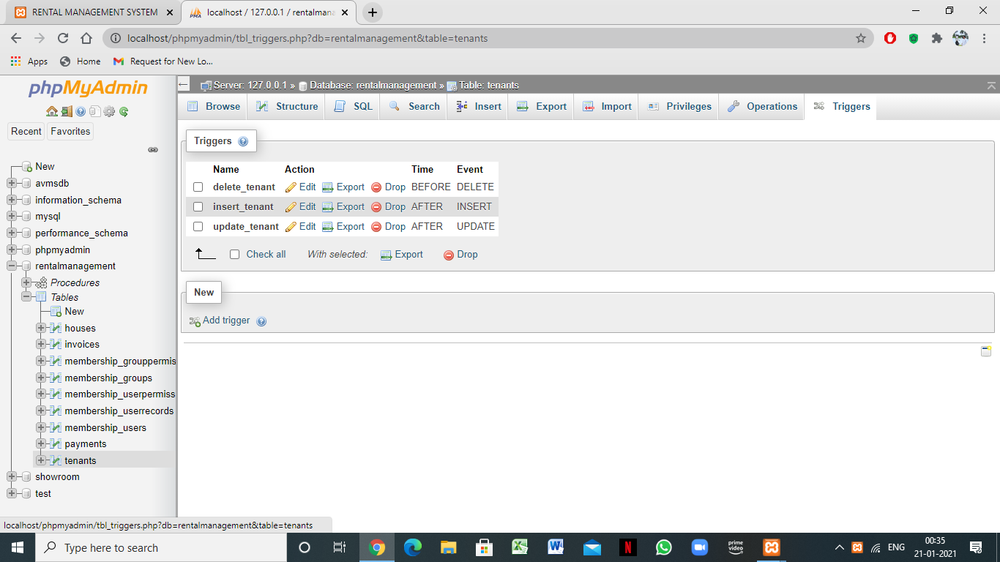 RENTAL MANAGEMENT SYSTEM
localhost / 127.0.0.1 / rentalmana
localhost/phpmyadmin/tbl_triggers.php?db=rentalmanagement&table=tenants
Apps Home Request for New Lo...
phpMyAdmin
Recent Favorites
New
avmsdb
information_schema
mysql
performance_schema
phpmyadmin
rentalmanagement
Procedures
Tables
New
houses
invoices
membership_grouppermis
membership_groups
membership_userpermiss
membership_userrecords
membership_users
payments
tenants
showroom
test
Server: 127.0.0.1 » Database: rentalmanagement » Table: tenants
Browse Structure SQL Search Insert Export Import Privileges Operations Triggers
Triggers
Name Action Time Event
delete_tenant Edit Export Drop BEFORE DELETE
insert_tenant Edit Export Drop AFTER INSERT
update_tenant Edit Export Drop AFTER UPDATE
Check all With selected: Export Drop
New
Add trigger
localhost/phpmyadmin/tbl_triggers.php?db=rentalmanagement&table=tenants
Type here to search
prime video
ENG
00:35
21-01-2021